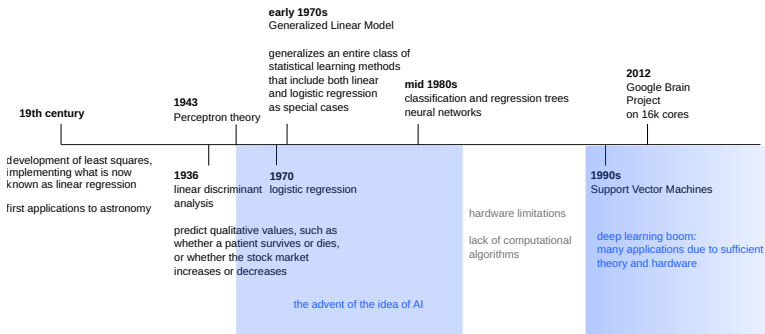 early 1970s
Generalized Linear Model
generalizes an entire class of
statistical learning methods
that include both linear
and logistic regression
as special cases
mid 1980s
classification and regression trees
neural networks
2012
Google Brain
Project
on 16k cores
19th century
1943
Perceptron theory
development of least squares,
implementing what is now
known as linear regression
first applications to astronomy
1936
linear discriminant
analysis
predict qualitative values, such as
whether a patient survives or dies,
or whether the stock market
increases or decreases
1970
logistic regression
the advent of the idea of AI
hardware limitations
lack of computational
algorithms
1990s
Support Vector Machines
deep learning boom:
many applications due to sufficient
theory and hardware